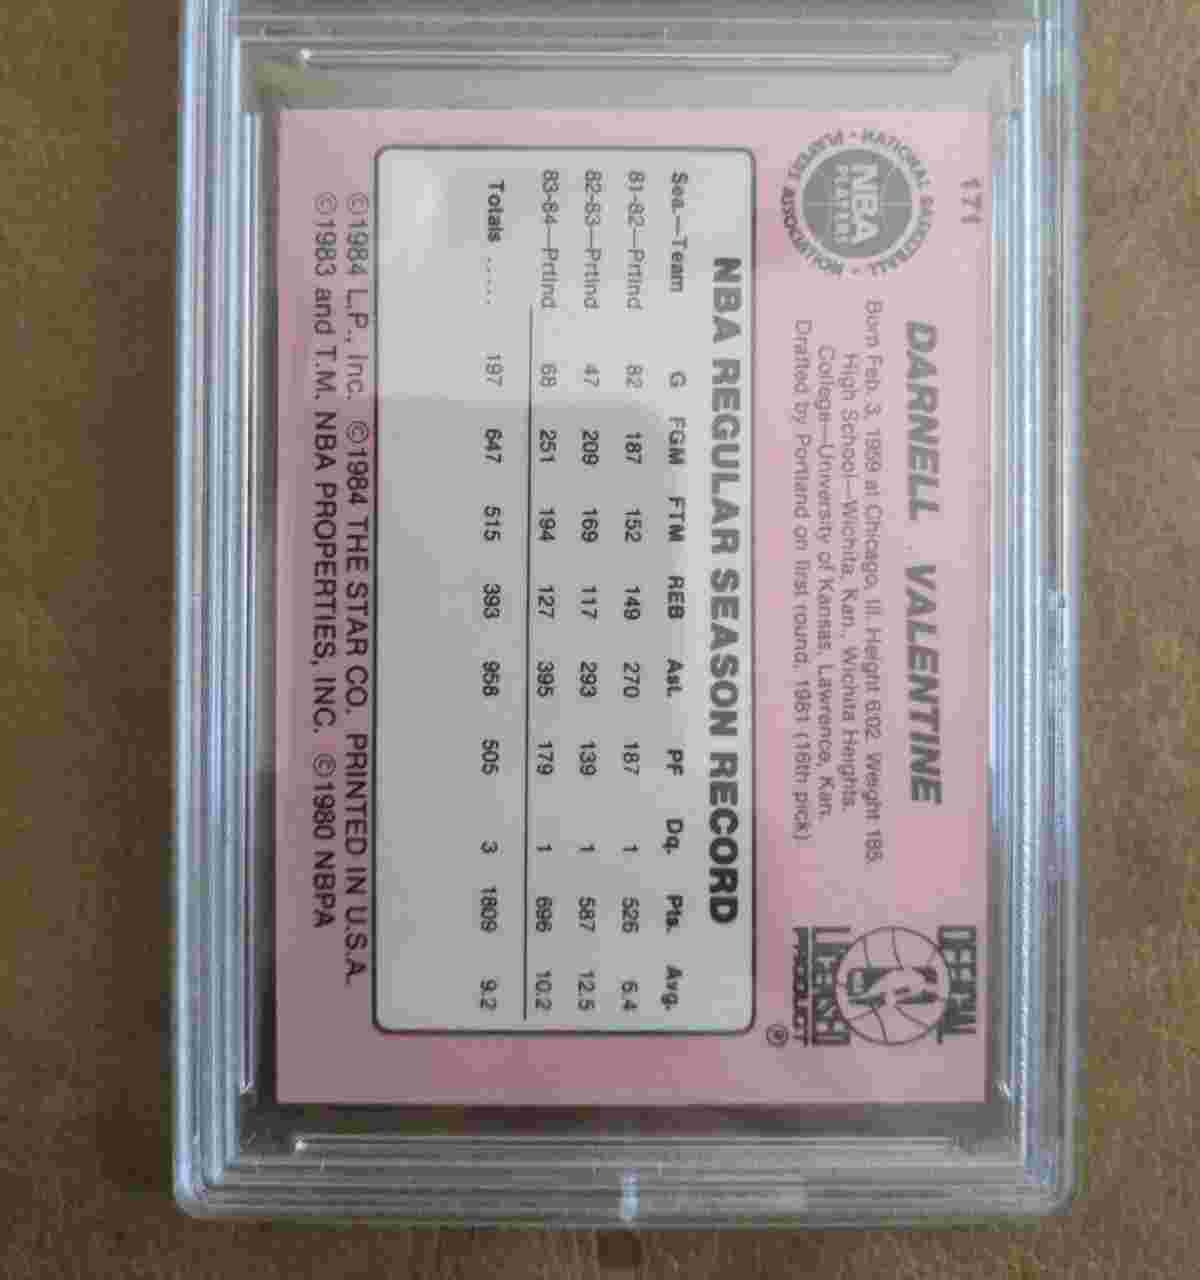 171
NATIONAL BASKETBALL PLAYERS ASSOCIATION
NBA
PLAYERS
DARNELL VALENTINE
Born Feb. 3, 1959 at Chicago, Ill. Height 6:02 Weight 185.
High School—Wichita, Kan., Wichita Heights.
College—University of Kansas, Lawrence, Kan.
Drafted by Portland on first round, 1981 (16th pick)
OFFICIAL
LICENSED
PRODUCT
®
NBA REGULAR SEASON RECORD
Sea.—Team G FGM FTM REB Ast. PF Dq. Pts. Avg.
81-82—Prtlnd 82 187 152 149 270 187 1 526 6.4
82-83—Prtlnd 47 209 169 117 293 139 1 587 12.5
83-84—Prtlnd 68 251 194 127 395 179 1 696 10.2
Totals ..... 197 647 515 393 958 505 3 1809 9.2
©1984 L.P., Inc. ©1984 THE STAR CO. PRINTED IN U.S.A.
©1983 and T.M. NBA PROPERTIES, INC. ©1980 NBPA